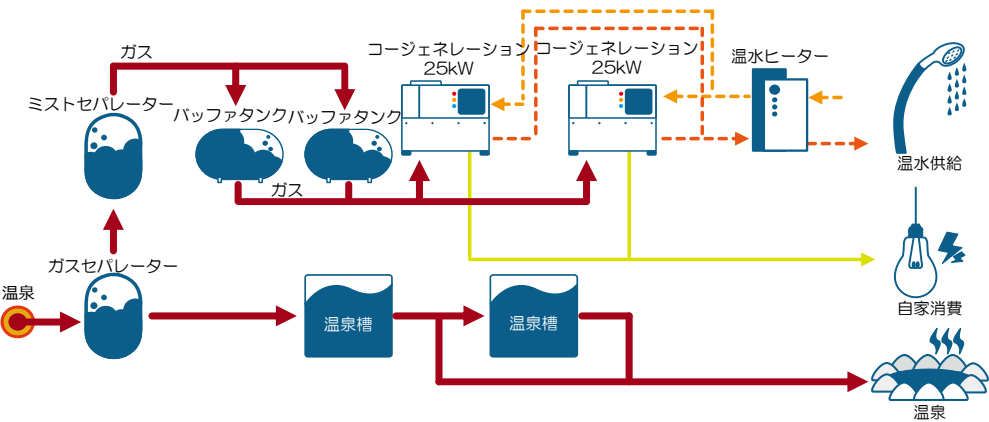 ガス
コージェネレーション
25kW
コージェネレーション
25kW
温水ヒーター
ミストセパレーター
バッファタンク
バッファタンク
温水供給
ガス
ガスセパレーター
温泉
温泉槽
温泉槽
自家消費
温泉